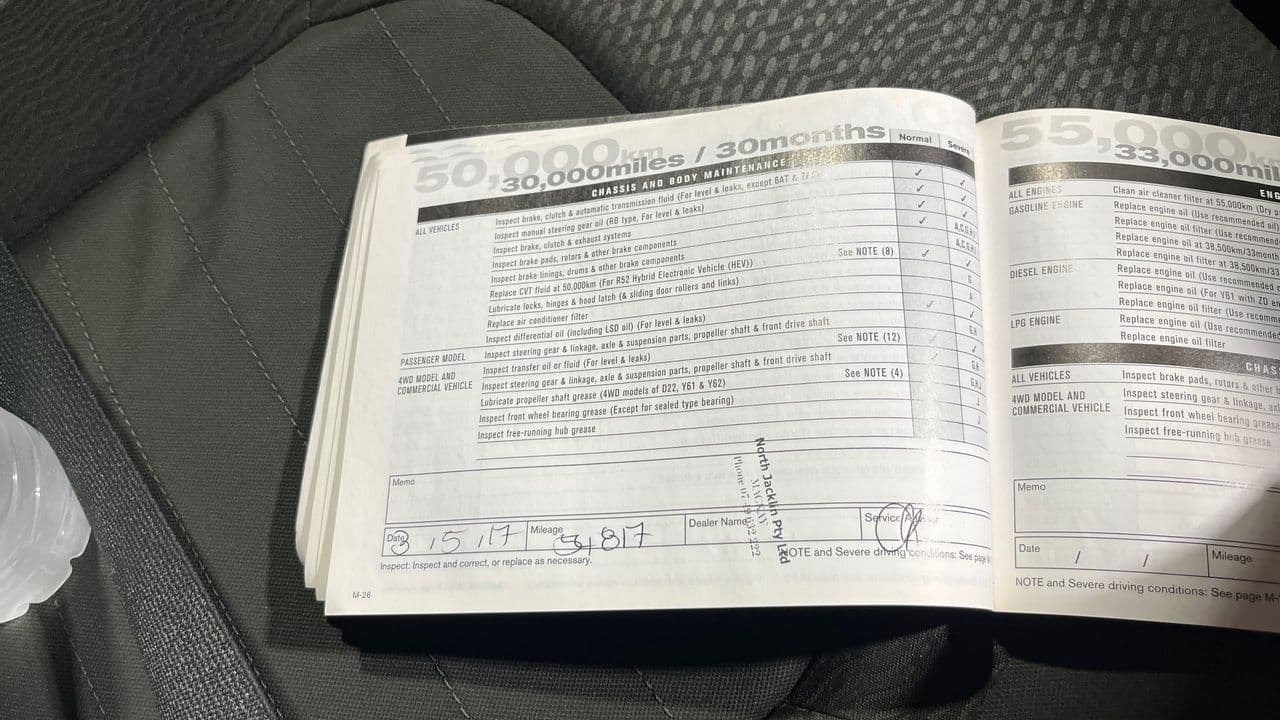 50,000km
30,000miles / 30months
Normal Severe
CHASSIS AND BODY MAINTENANCE
ALL VEHICLES
Inspect brake, clutch & automatic transmission fluid (For level & leaks, except 6AT &
Inspect manual steering gear oil (RB type, For level & leaks)
Inspect brake, clutch & exhaust systems
Inspect brake pads, rotors & other brake components
Inspect brake linings, drums & other brake components
Replace CVT fluid at 50,000km (For R52 Hybrid Electronic Vehicle (HEV)) See NOTE (8)
Lubricate locks, hinges & hood latch (& sliding door rollers and links)
Replace air conditioner filter
Inspect differential oil (including LSD oil) (For level & leaks)
PASSENGER MODEL
Inspect steering gear & linkage, axle & suspension parts, propeller shaft & front drive shaft
4WD MODEL AND
COMMERCIAL VEHICLE
Inspect transfer oil or fluid (For level & leaks) See NOTE (12)
Inspect steering gear & linkage, axle & suspension parts, propeller shaft & front drive shaft
Lubricate propeller shaft grease (4WD models of D22, Y61 & Y62) See NOTE (4)
Inspect front wheel bearing grease (Except for sealed type bearing)
Inspect free-running hub grease
Memo
North Jacklin Pty Ltd
MACKAY
Date 3 / 5 / 17
Mileage 817
Dealer Name
Service Advisor
Inspect: Inspect and correct, or replace as necessary.
NOTE and Severe driving conditions: See page
M-26
55,000km
33,000mil
ENG
ALL ENGINES
Clean air cleaner filter at 55,000km (Dry
GASOLINE ENGINE
Replace engine oil (Use recommended oil)
Replace engine oil filter (Use recommended
Replace engine oil at 38,500km/33month
Replace engine oil filter at 38,500km/33
DIESEL ENGINE
Replace engine oil (Use recommended
Replace engine oil (For Y61 with ZD en
Replace engine oil filter (Use recommended
LPG ENGINE
Replace engine oil (Use recommended
Replace engine oil filter
CHAS
ALL VEHICLES
Inspect brake pads, rotors & other
4WD MODEL AND
COMMERCIAL VEHICLE
Inspect steering gear & linkage, ax
Inspect front wheel bearing grease
Inspect free-running hub grease
Memo
Date / /
Mileage
NOTE and Severe driving conditions: See page M-